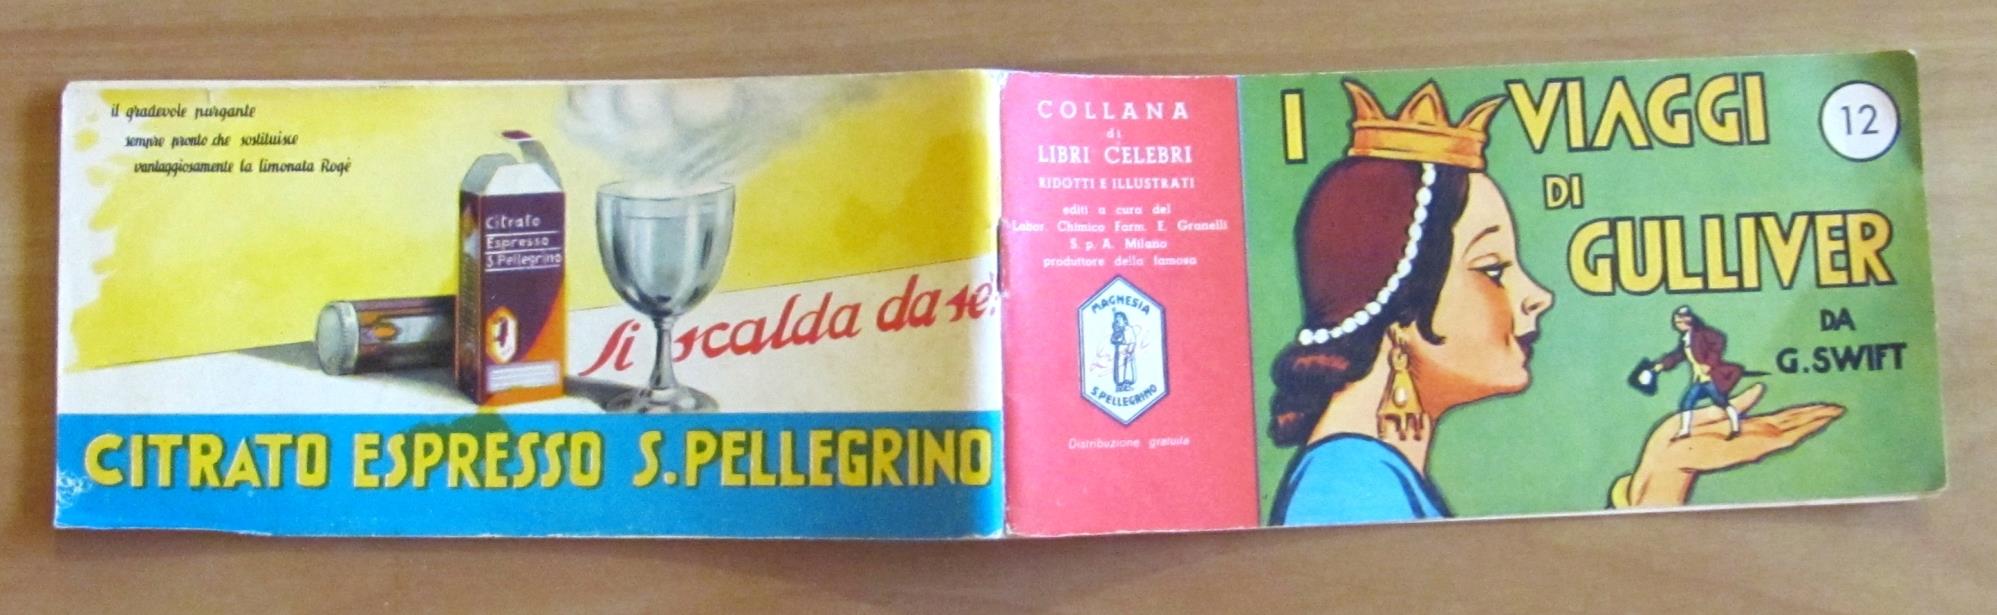 il gradevole purgante
sempre pronto che sostituisce
vantaggiosamente la limonata Rogè
Citrato
Espresso
S.Pellegrino
Si scalda da sé!
CITRATO ESPRESSO S.PELLEGRINO
COLLANA
di
LIBRI CELEBRI
RIDOTTI E ILLUSTRATI
editi a cura del
Labor. Chimico Farm. E. Granelli
S. p. A. Milano
produttore della famosa
MAGNESIA
S.PELLEGRINO
Distribuzione gratuita
I VIAGGI
DI
GULLIVER
12
DA
G. SWIFT